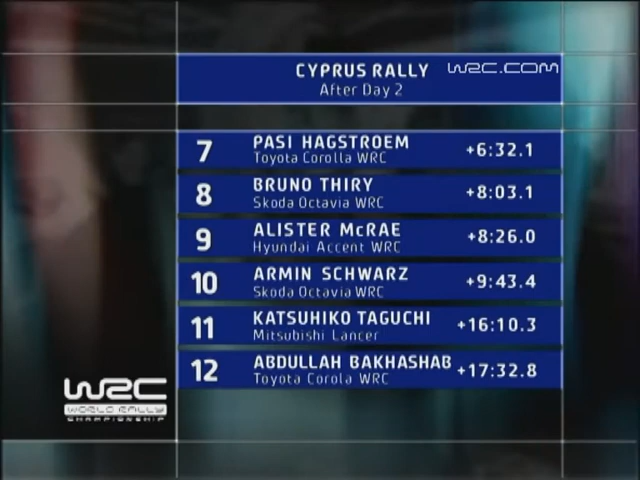 CYPRUS RALLY WRC.COM
After Day 2
7 PASI HAGSTROEM +6:32.1
Toyota Corolla WRC
8 BRUNO THIRY +8:03.1
Skoda Octavia WRC
9 ALISTER McRAE +8:26.0
Hyundai Accent WRC
10 ARMIN SCHWARZ +9:43.4
Skoda Octavia WRC
11 KATSUHIKO TAGUCHI +16:10.3
Mitsubishi Lancer
12 ABDULLAH BAKHASHAB +17:32.8
Toyota Corola WRC
WRC
WORLD RALLY
CHAMPIONSHIP